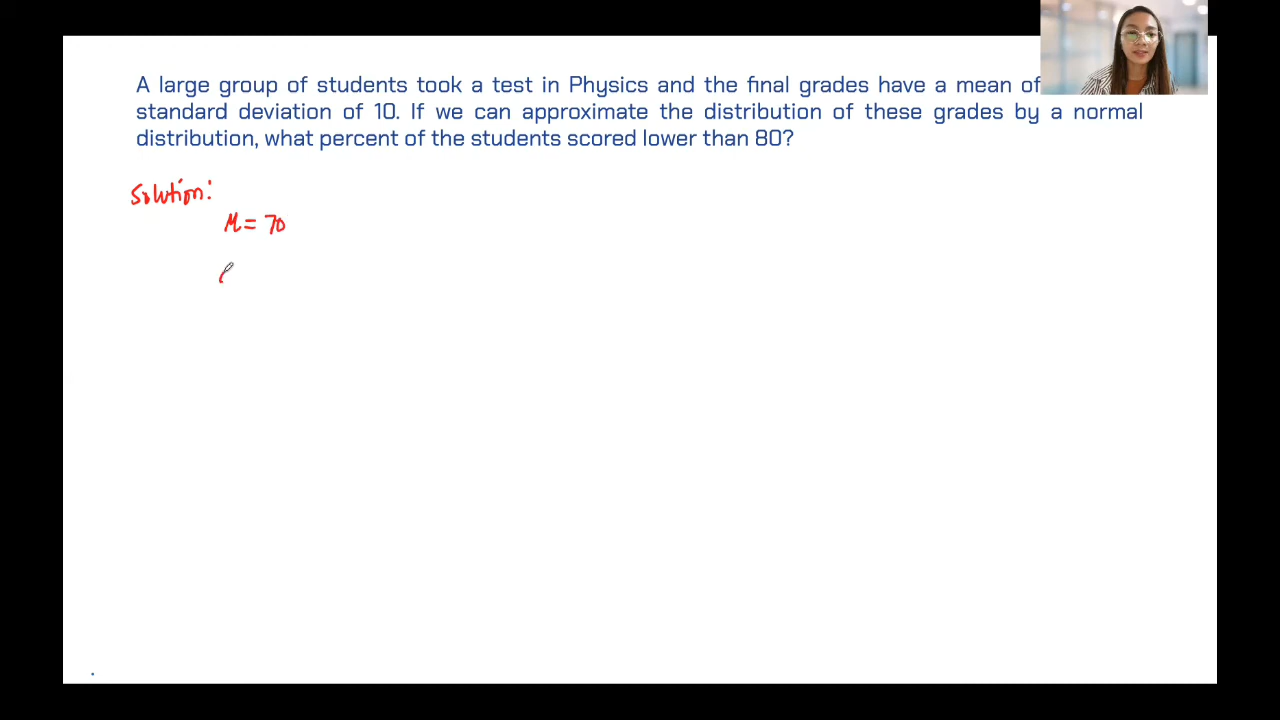 A large group of students took a test in Physics and the final grades have a mean of
standard deviation of 10. If we can approximate the distribution of these grades by a normal
distribution, what percent of the students scored lower than 80?
Solution:
μ = 70